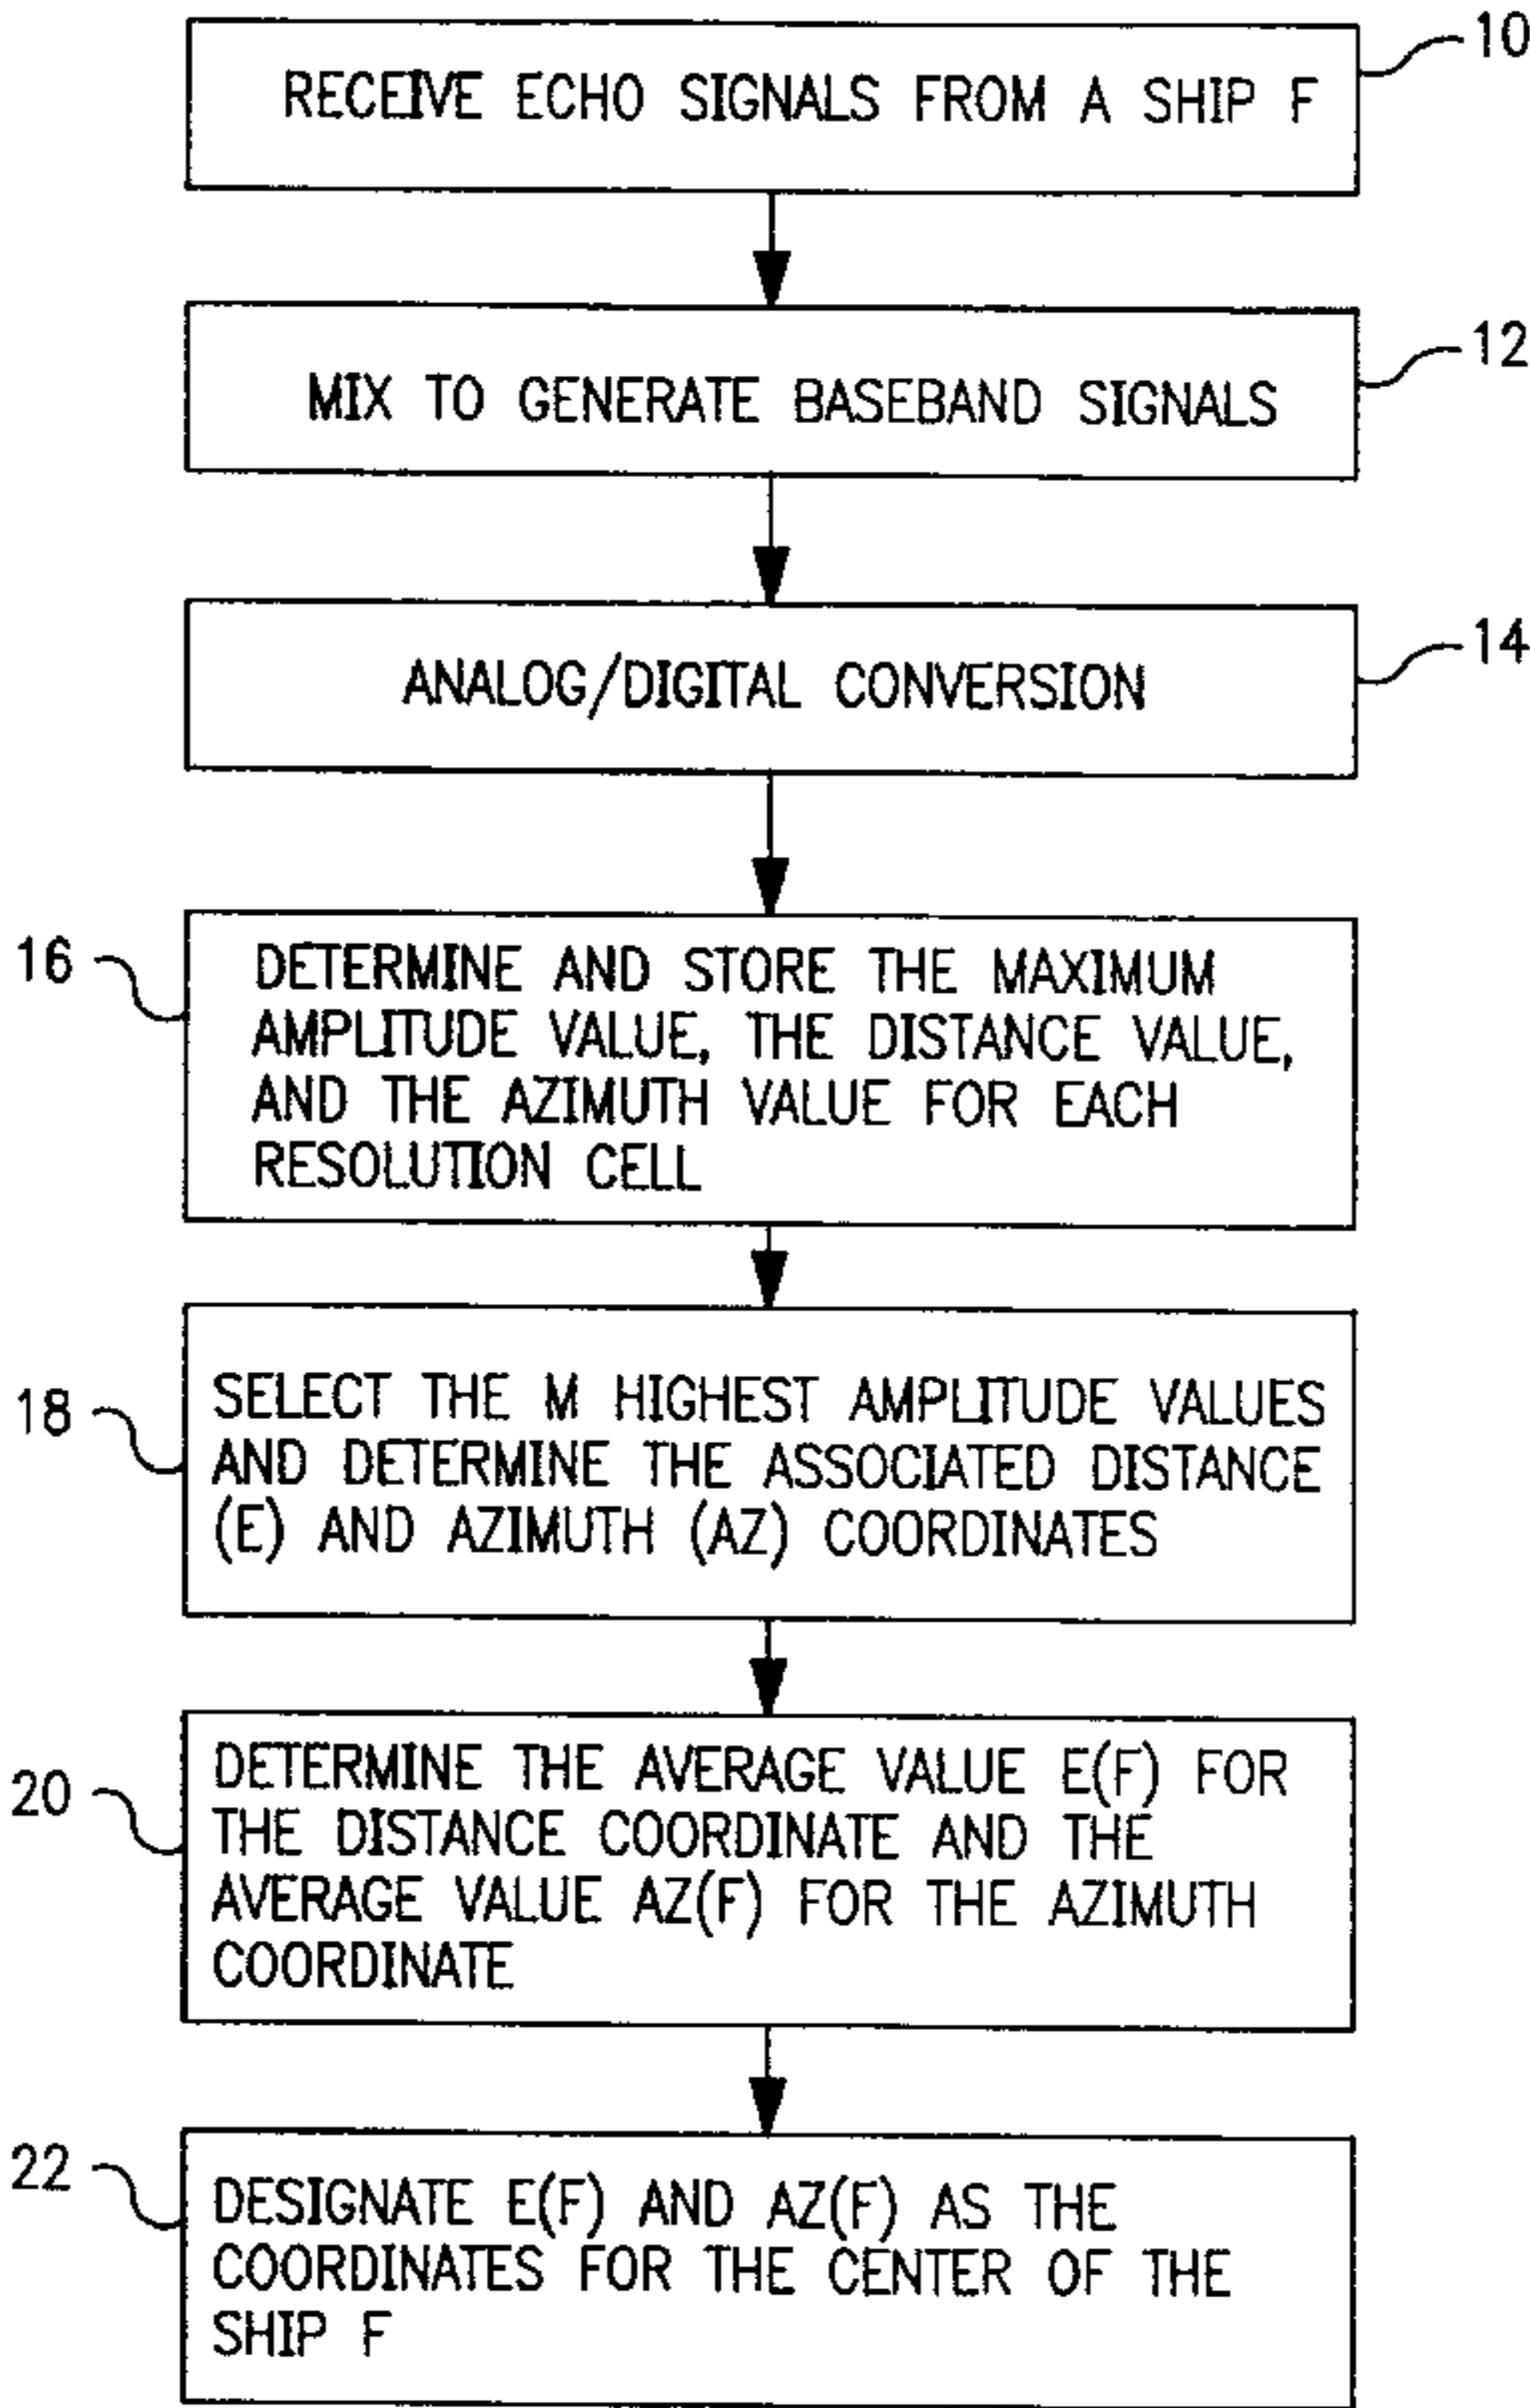 10
RECEIVE ECHO SIGNALS FROM A SHIP F
12
MIX TO GENERATE BASEBAND SIGNALS
14
ANALOG/DIGITAL CONVERSION
16
DETERMINE AND STORE THE MAXIMUM
AMPLITUDE VALUE, THE DISTANCE VALUE,
AND THE AZIMUTH VALUE FOR EACH
RESOLUTION CELL
18
SELECT THE M HIGHEST AMPLITUDE VALUES
AND DETERMINE THE ASSOCIATED DISTANCE
(E) AND AZIMUTH (AZ) COORDINATES
20
DETERMINE THE AVERAGE VALUE E(F) FOR
THE DISTANCE COORDINATE AND THE
AVERAGE VALUE AZ(F) FOR THE AZIMUTH
COORDINATE
22
DESIGNATE E(F) AND AZ(F) AS THE
COORDINATES FOR THE CENTER OF THE
SHIP F